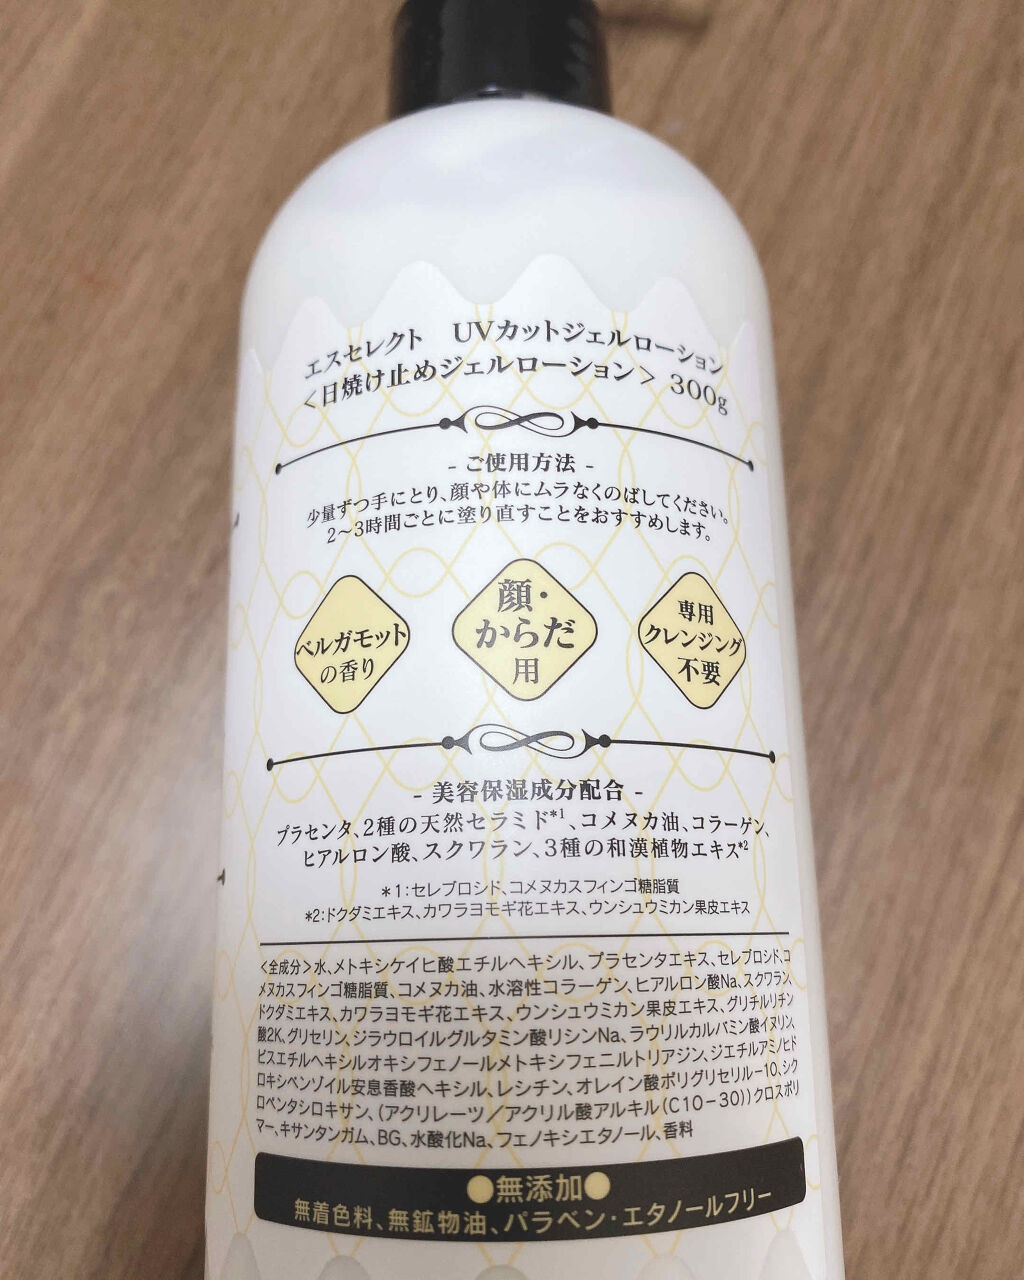 エスセレクト　UVカットジェルローション
＜日焼け止めジェルローション＞ 300g
- ご使用方法 -
少量ずつ手にとり、顔や体にムラなくのばしてください。
2～3時間ごとに塗り直すことをおすすめします。
ベルガモット
の香り
顔・
からだ
用
専用
クレンジング
不要
- 美容保湿成分配合 -
プラセンタ、2種の天然セラミド*1、コメヌカ油、コラーゲン、
ヒアルロン酸、スクワラン、3種の和漢植物エキス*2
*1：セレブロシド、コメヌカスフィンゴ糖脂質
*2：ドクダミエキス、カワラヨモギ花エキス、ウンシュウミカン果皮エキス
＜全成分＞水、メトキシケイヒ酸エチルヘキシル、プラセンタエキス、セレブロシド、コ
メヌカスフィンゴ糖脂質、コメヌカ油、水溶性コラーゲン、ヒアルロン酸Na、スクワラン、
ドクダミエキス、カワラヨモギ花エキス、ウンシュウミカン果皮エキス、グリチルリチン
酸2K、グリセリン、ジラウロイルグルタミン酸リシンNa、ラウリルカルバミン酸イヌリン、
ビスエチルヘキシルオキシフェノールメトキシフェニルトリアジン、ジエチルアミノヒド
ロキシベンゾイル安息香酸ヘキシル、レシチン、オレイン酸ポリグリセリル-10、シク
ロペンタシロキサン、(アクリレーツ／アクリル酸アルキル(C10-30))クロスポリ
マー、キサンタンガム、BG、水酸化Na、フェノキシエタノール、香料
●無添加●
無着色料、無鉱物油、パラベン・エタノールフリー